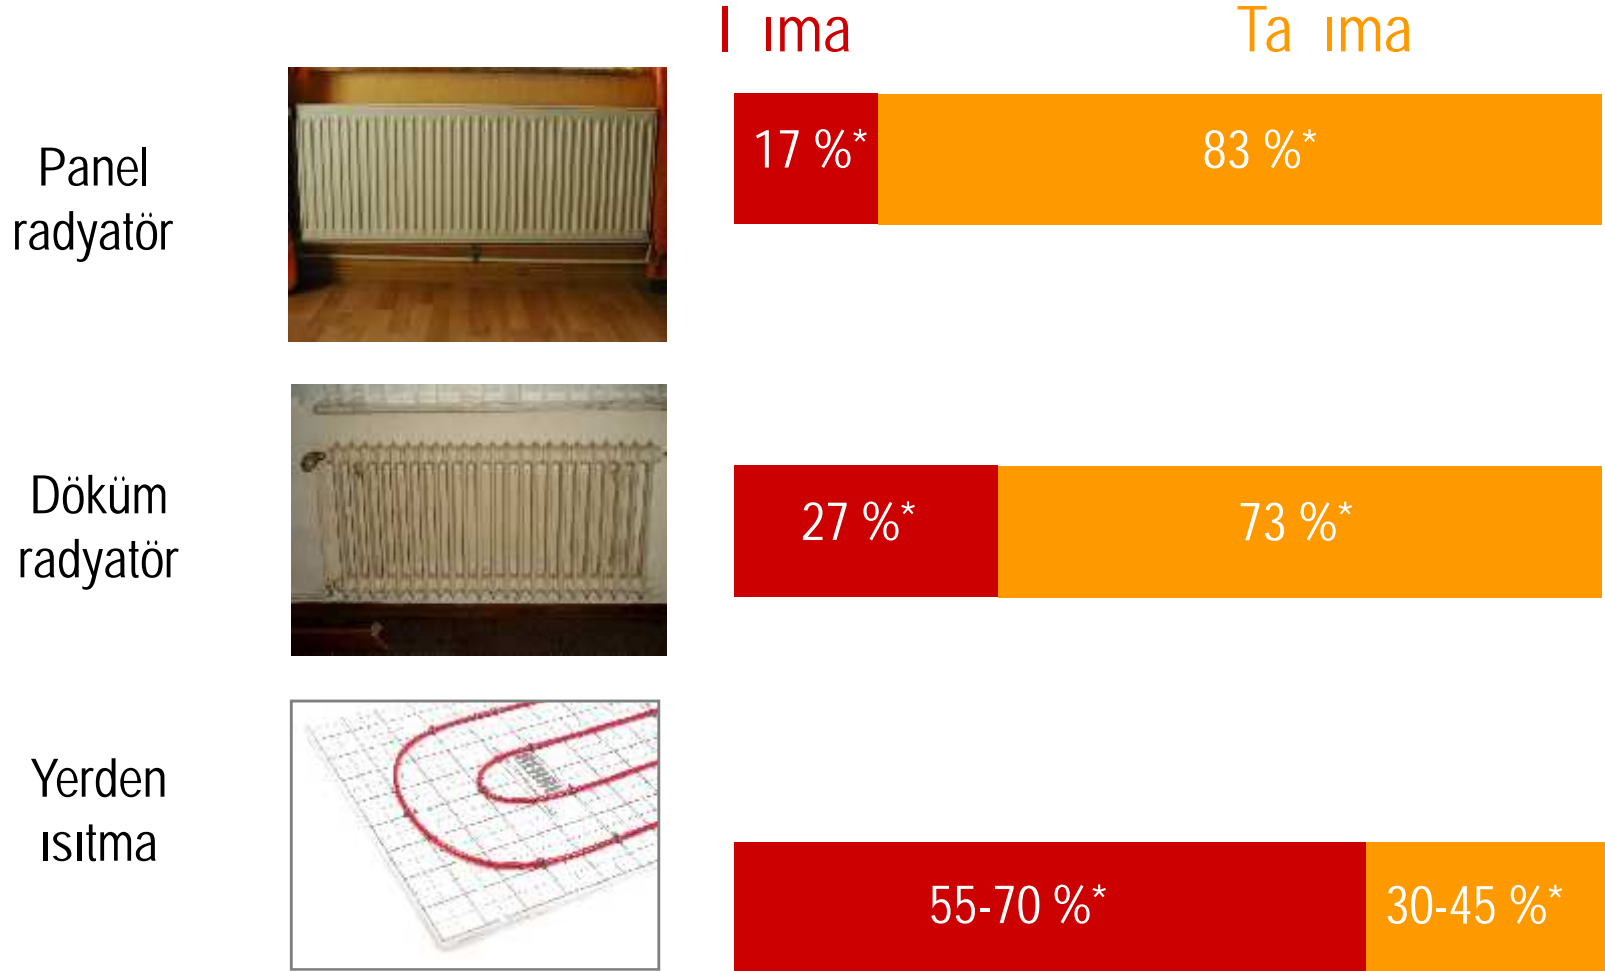 I ıma
Ta ıma
Panel
radyatör
17 %*
83 %*
Döküm
radyatör
27 %*
73 %*
Yerden
ısıtma
55-70 %*
30-45 %*